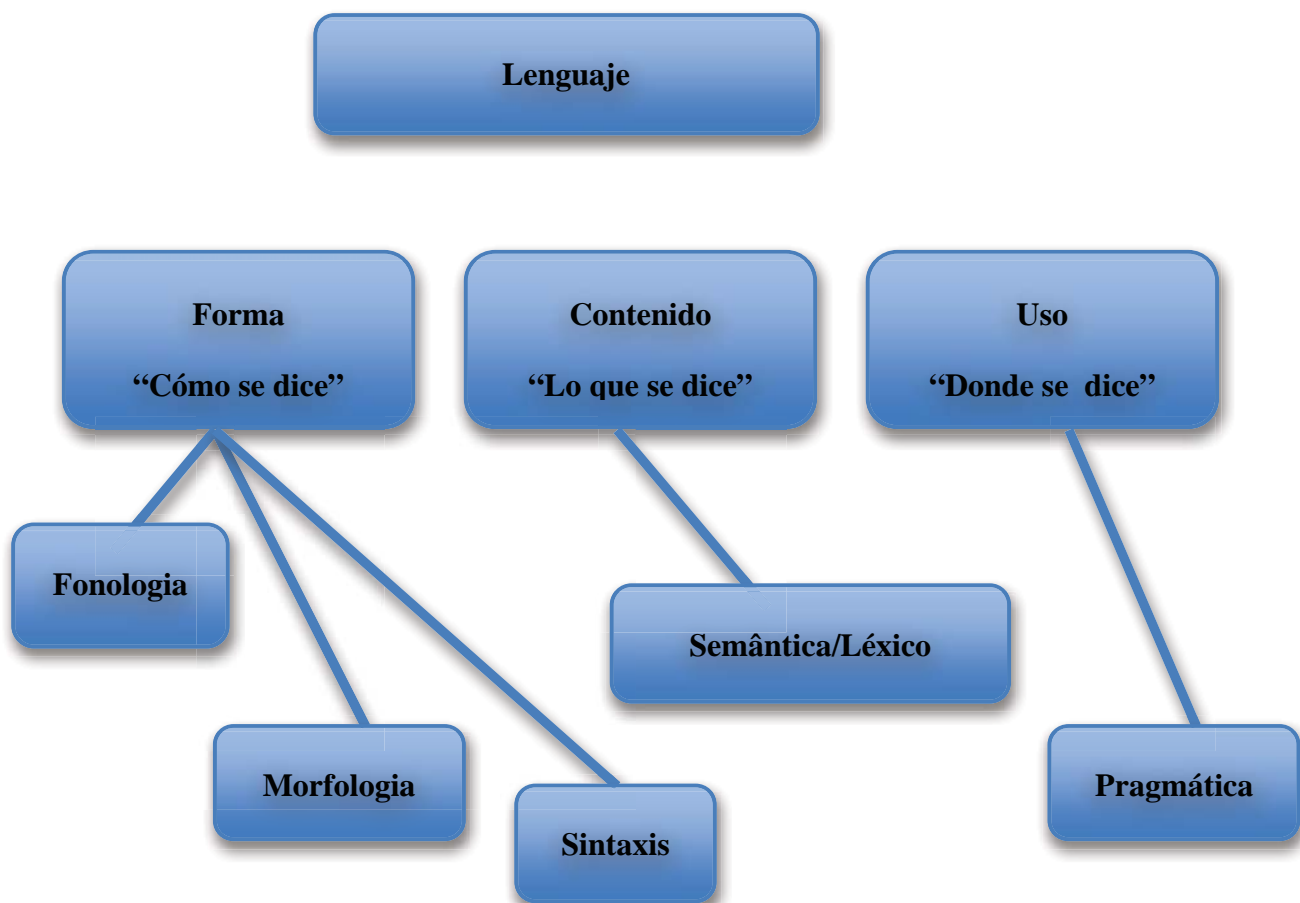 Lenguaje
Forma
“Cómo se dice”
Contenido
“Lo que se dice”
Uso
“Donde se  dice”
Fonologia
Semântica/Léxico
Morfologia
Sintaxis
Pragmática